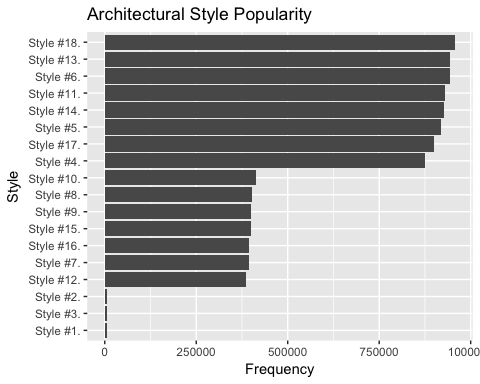 Architectural Style Popularity
Style
Style #18.
Style #13.
Style #6.
Style #11.
Style #14.
Style #5.
Style #17.
Style #4.
Style #10.
Style #8.
Style #9.
Style #15.
Style #16.
Style #7.
Style #12.
Style #2.
Style #3.
Style #1.
0 250000 500000 750000 10000
Frequency